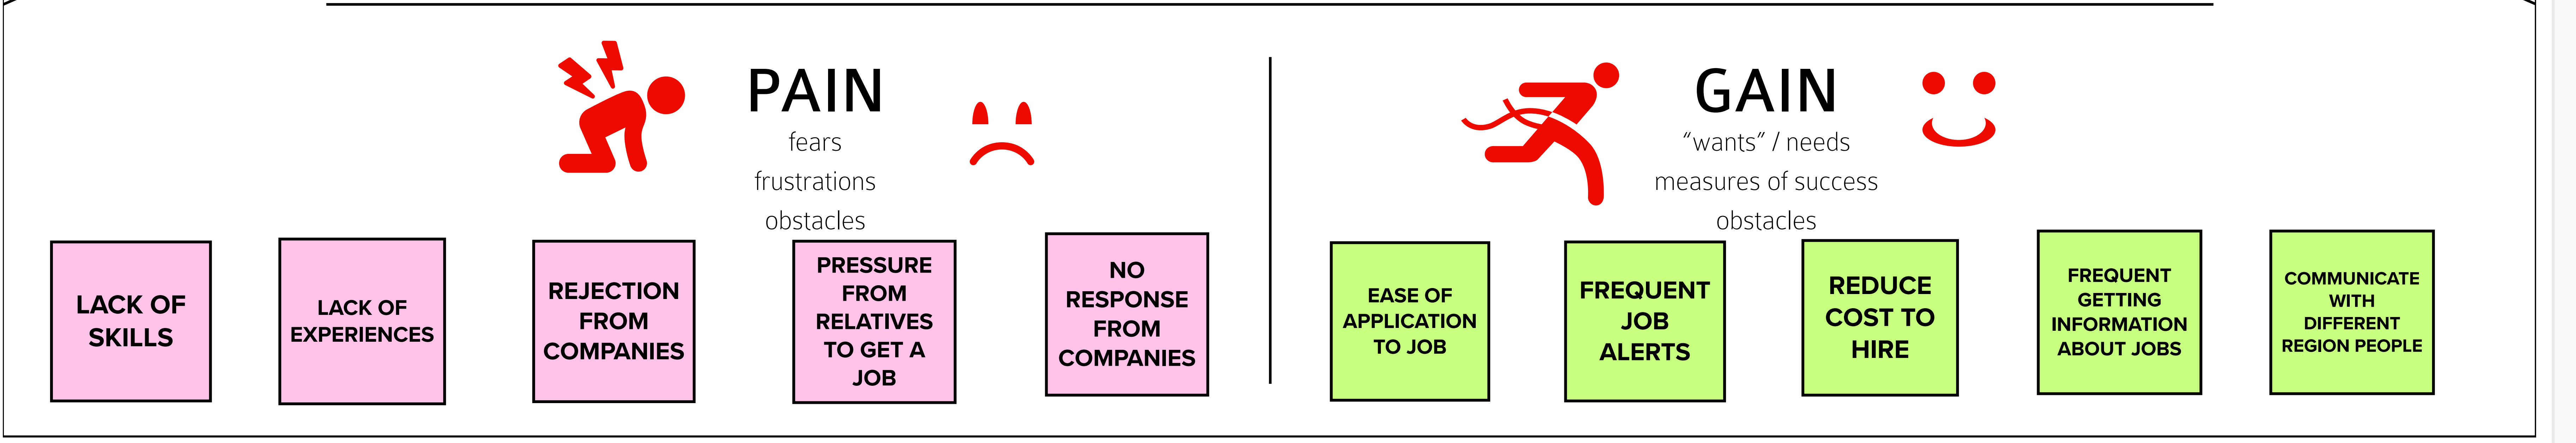 PAIN
fears
frustrations
obstacles
LACK OF
SKILLS
LACK OF
EXPERIENCES
REJECTION
FROM
COMPANIES
PRESSURE
FROM
RELATIVES
TO GET A
JOB
NO
RESPONSE
FROM
COMPANIES
GAIN
“wants” / needs
measures of success
obstacles
EASE OF
APPLICATION
TO JOB
FREQUENT
JOB
ALERTS
REDUCE
COST TO
HIRE
FREQUENT
GETTING
INFORMATION
ABOUT JOBS
COMMUNICATE
WITH
DIFFERENT
REGION PEOPLE